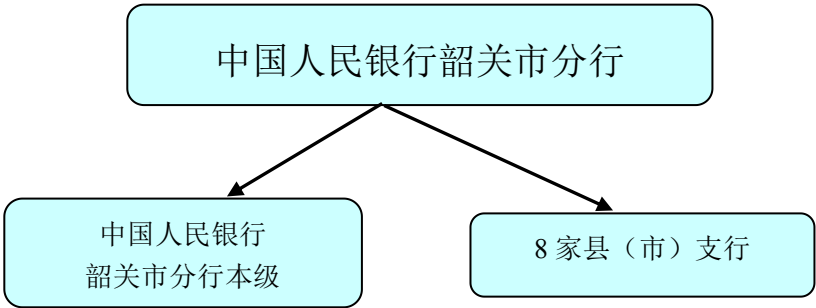 中国人民银行韶关市分行
中国人民银行
韶关市分行本级
8 家县（市）支行